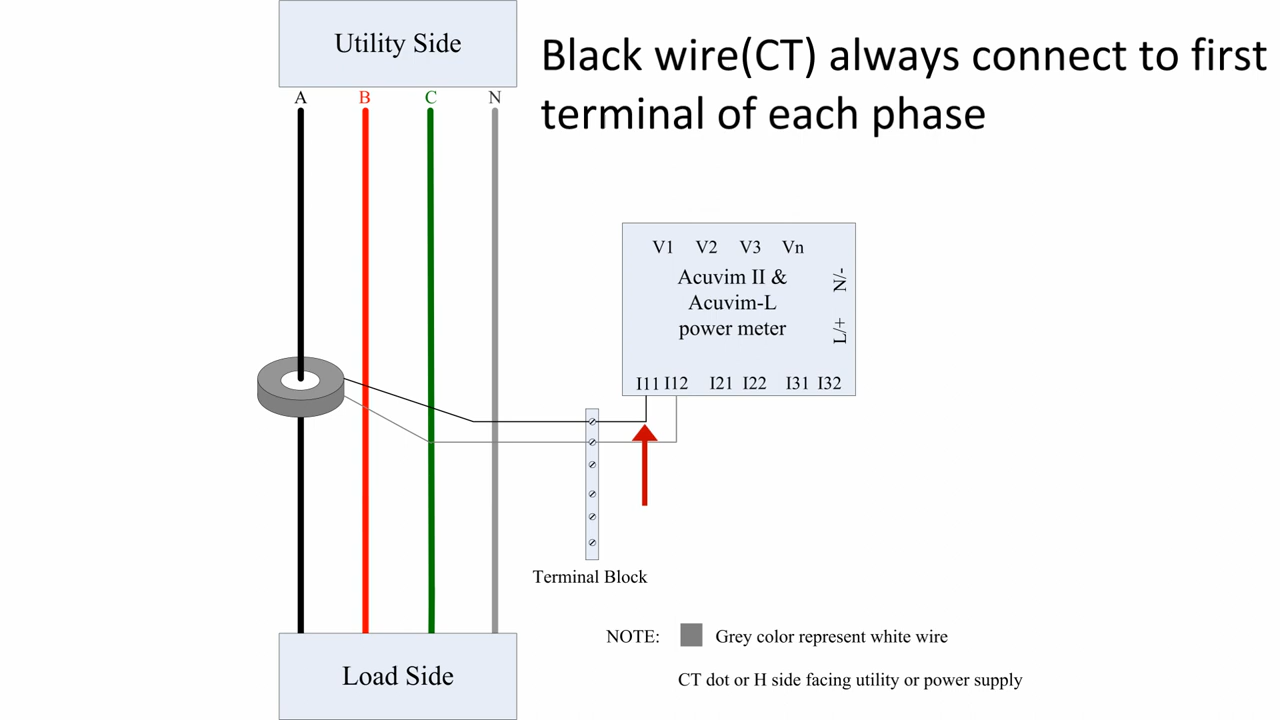 Utility Side
Black wire(CT) always connect to first
terminal of each phase
A B C N
V1 V2 V3 Vn
Acuvim II &
Acuvim-L
power meter
N/-
L/+
I11 I12 I21 I22 I31 I32
Terminal Block
NOTE: Grey color represent white wire
Load Side
CT dot or H side facing utility or power supply